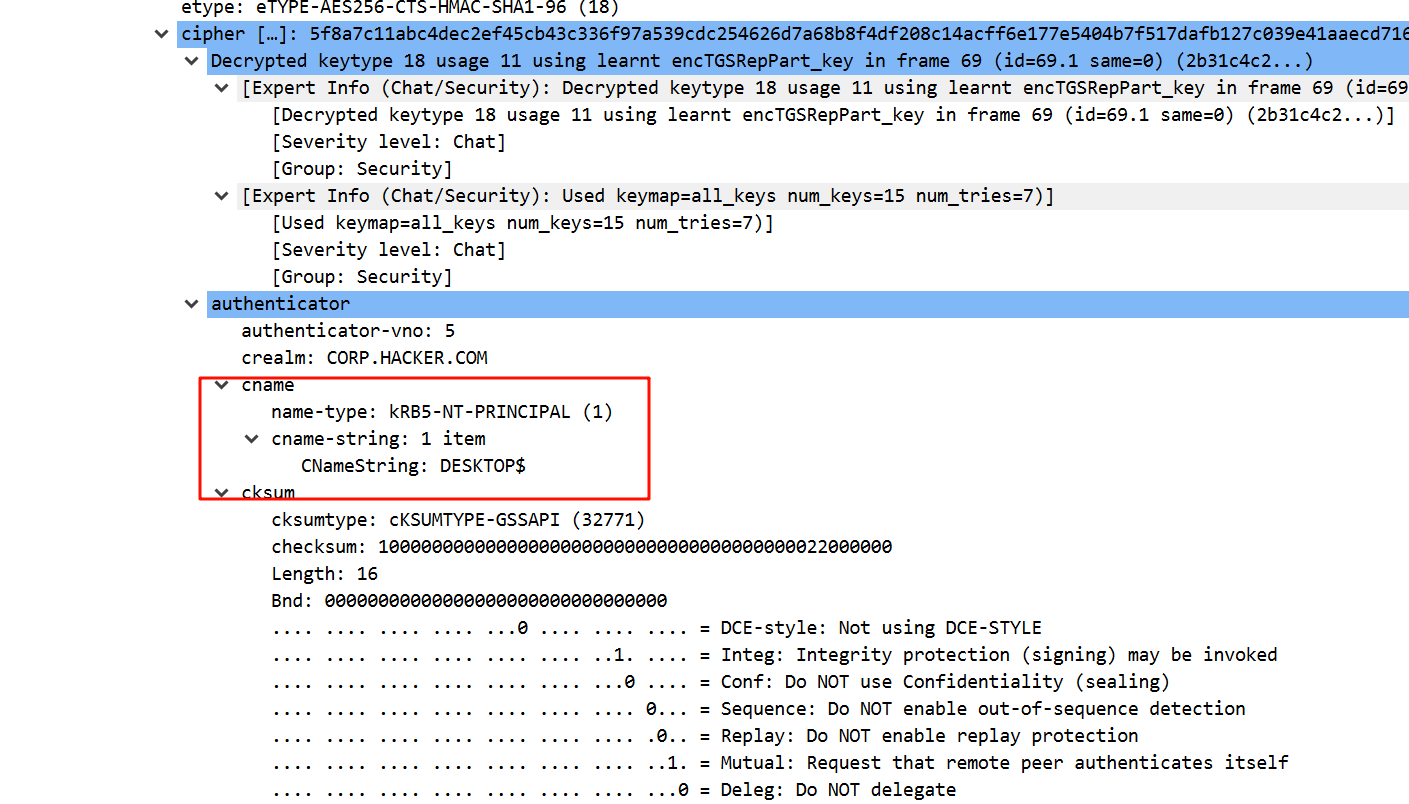 etype: eTYPE-AES256-CTS-HMAC-SHA1-96 (18)
cipher […]: 5f8a7c11abc4dec2ef45cb43c336f97a539cdc254626d7a68b8f4df208c14acff6e177e5404b7f517dafb127c039e41aaecd716
Decrypted keytype 18 usage 11 using learnt encTGSRepPart_key in frame 69 (id=69.1 same=0) (2b31c4c2...)
[Expert Info (Chat/Security): Decrypted keytype 18 usage 11 using learnt encTGSRepPart_key in frame 69 (id=69
[Decrypted keytype 18 usage 11 using learnt encTGSRepPart_key in frame 69 (id=69.1 same=0) (2b31c4c2...)]
[Severity level: Chat]
[Group: Security]
[Expert Info (Chat/Security): Used keymap=all_keys num_keys=15 num_tries=7)]
[Used keymap=all_keys num_keys=15 num_tries=7)]
[Severity level: Chat]
[Group: Security]
authenticator
authenticator-vno: 5
crealm: CORP.HACKER.COM
cname
name-type: kRB5-NT-PRINCIPAL (1)
cname-string: 1 item
CNameString: DESKTOP$
cksum
cksumtype: cKSUMTYPE-GSSAPI (32771)
checksum: 100000000000000000000000000000000000000022000000
Length: 16
Bnd: 00000000000000000000000000000000
.... .... .... .... ...0 .... .... .... = DCE-style: Not using DCE-STYLE
.... .... .... .... .... .... ..1. .... = Integ: Integrity protection (signing) may be invoked
.... .... .... .... .... .... ...0 .... = Conf: Do NOT use Confidentiality (sealing)
.... .... .... .... .... .... .... 0... = Sequence: Do NOT enable out-of-sequence detection
.... .... .... .... .... .... .... .0.. = Replay: Do NOT enable replay protection
.... .... .... .... .... .... .... ..1. = Mutual: Request that remote peer authenticates itself
.... .... .... .... .... .... .... ...0 = Deleg: Do NOT delegate